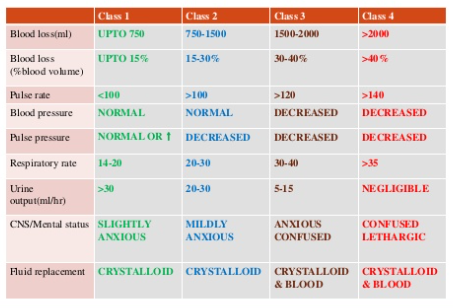 Class 1 Class 2 Class 3 Class 4
Blood loss(ml) UPTO 750 750-1500 1500-2000 >2000
Blood loss UPTO 15% 15-30% 30-40% >40%
(%blood volume)
Pulse rate <100 >100 >120 >140
Blood pressure NORMAL NORMAL DECREASED DECREASED
Pulse pressure NORMAL OR ↑ DECREASED DECREASED DECREASED
Respiratory rate 14-20 20-30 30-40 >35
Urine >30 20-30 5-15 NEGLIGIBLE
output(ml/hr)
CNS/Mental status SLIGHTLY MILDLY ANXIOUS CONFUSED
ANXIOUS ANXIOUS CONFUSED LETHARGIC
Fluid replacement CRYSTALLOID CRYSTALLOID CRYSTALLOID CRYSTALLOID
& BLOOD & BLOOD